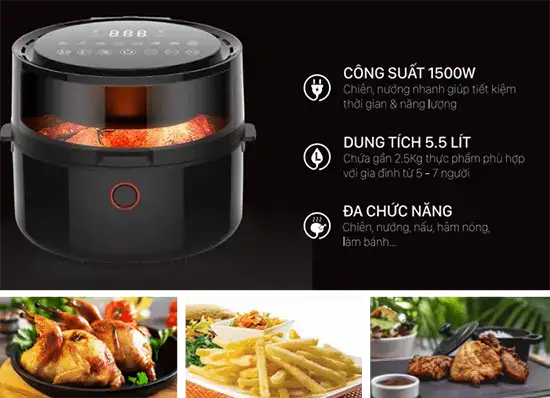 CÔNG SUẤT 1500W
Chiên, nướng nhanh giúp tiết kiệm
thời gian & năng lượng
DUNG TÍCH 5.5 LÍT
Chứa gần 2.5Kg thực phẩm phù hợp
với gia đình từ 5 - 7 người
ĐA CHỨC NĂNG
Chiên, nướng, nấu, hâm nóng,
làm bánh...